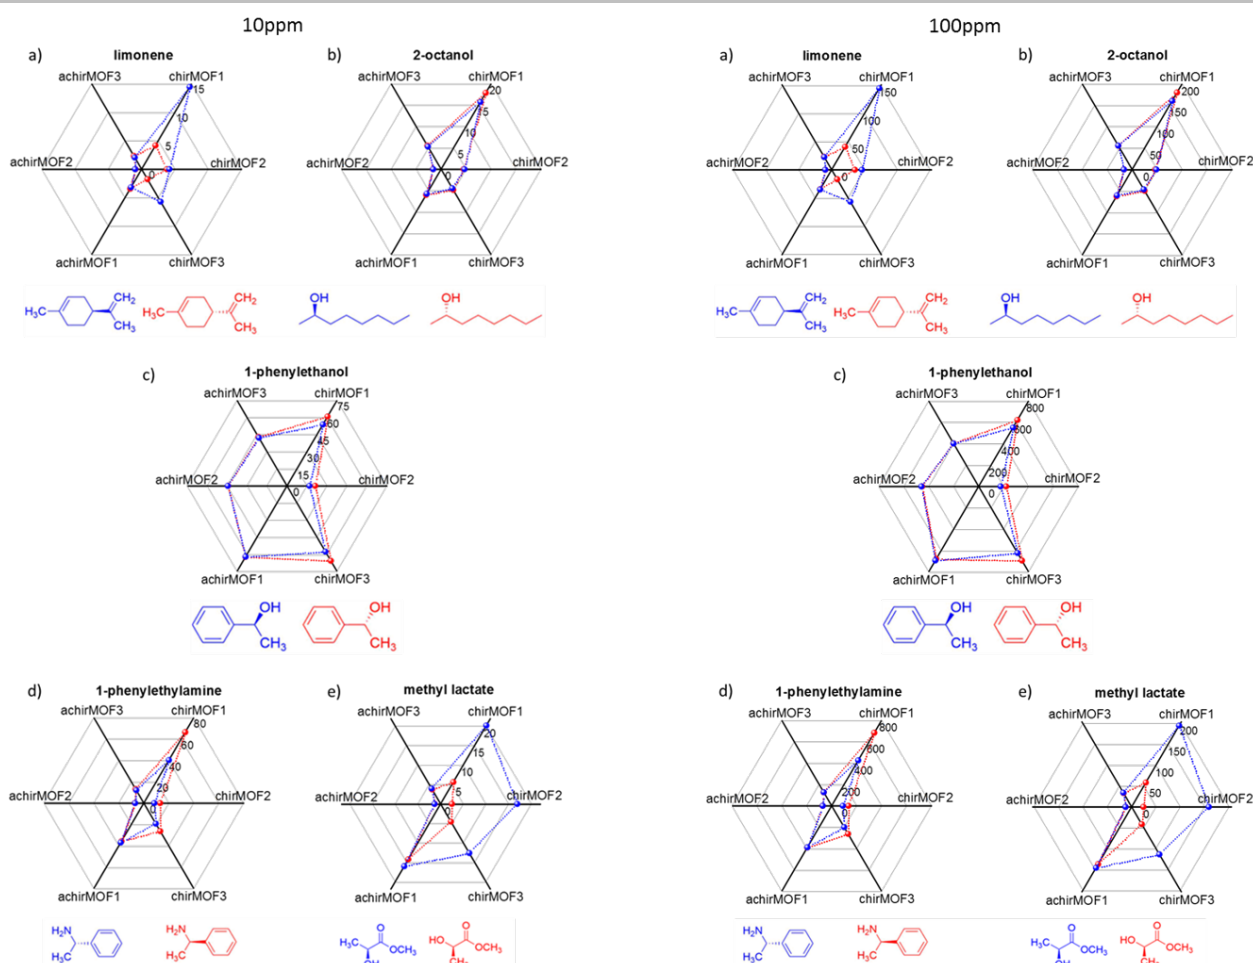 10ppm
100ppm
a)
limonene
b)
2-octanol
a)
limonene
b)
2-octanol
achirMOF3
chirMOF1
achirMOF3
chirMOF1
achirMOF3
chirMOF1
achirMOF3
chirMOF1
15
10
5
0
20
15
10
5
0
150
100
50
0
200
150
100
50
0
achirMOF2
chirMOF2
achirMOF2
chirMOF2
achirMOF2
chirMOF2
achirMOF2
chirMOF2
achirMOF1
chirMOF3
achirMOF1
chirMOF3
achirMOF1
chirMOF3
achirMOF1
chirMOF3
H₃C
CH₂
CH₃
H₃C
CH₂
CH₃
OH
OH
H₃C
CH₂
CH₃
H₃C
CH₂
CH₃
OH
OH
c)
1-phenylethanol
c)
1-phenylethanol
achirMOF3
chirMOF1
achirMOF3
chirMOF1
75
60
45
30
15
0
800
600
400
200
0
achirMOF2
chirMOF2
achirMOF2
chirMOF2
achirMOF1
chirMOF3
achirMOF1
chirMOF3
OH
CH₃
OH
CH₃
OH
CH₃
OH
CH₃
d)
1-phenylethylamine
e)
methyl lactate
d)
1-phenylethylamine
e)
methyl lactate
achirMOF3
chirMOF1
achirMOF3
chirMOF1
achirMOF3
chirMOF1
achirMOF3
chirMOF1
80
60
40
20
20
15
10
5
0
800
600
400
200
0
200
150
100
50
0
achirMOF2
chirMOF2
achirMOF2
chirMOF2
achirMOF2
chirMOF2
achirMOF2
chirMOF2
achirMOF1
chirMOF3
achirMOF1
chirMOF3
achirMOF1
chirMOF3
achirMOF1
chirMOF3
H₂N
CH₃
H₂N
CH₃
H₃C
O
OCH₃
OH
HO
O
OCH₃
H₂N
CH₃
H₂N
CH₃
H₃C
O
OCH₃
OH
HO
O
OCH₃